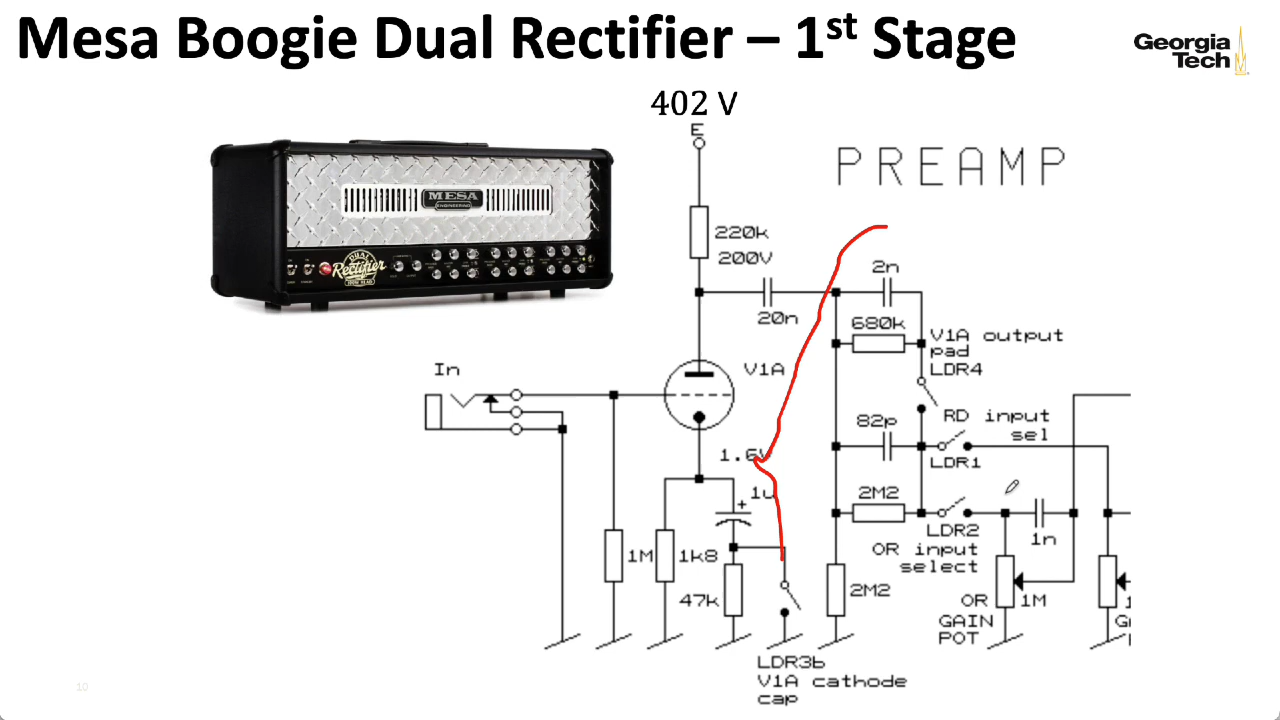 Mesa Boogie Dual Rectifier – 1st Stage
Georgia
Tech
402 V
E
PREAMP
220k
200V
2n
20n
680k
V1A output
pad
LDR4
In
V1A
MESA
ENGINEERING
DUAL
Rectifier
82p
RD input
sel
LDR1
1.6V
1u
+
2M2
LDR2
1n
OR input
select
1M
1k8
47k
2M2
OR
1M
GAIN
POT
LDR3b
V1A cathode
cap
10